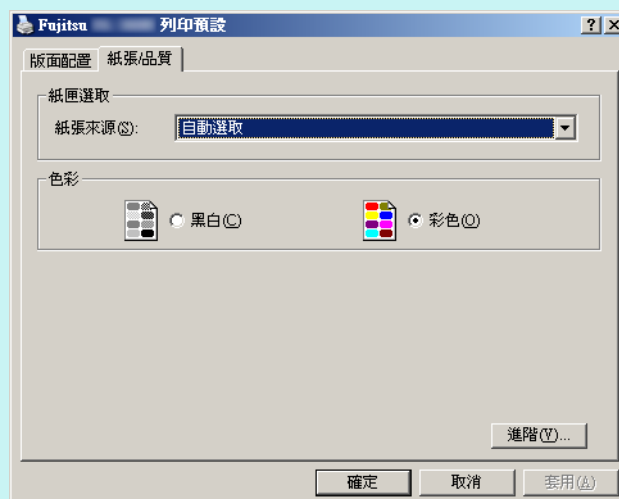 Fujitsu 列印預設
版面配置 紙張/品質
紙匣選取
紙張來源(S): 自動選取
色彩
黑白(C) 彩色(O)
進階(V)...
確定 取消 套用(A)